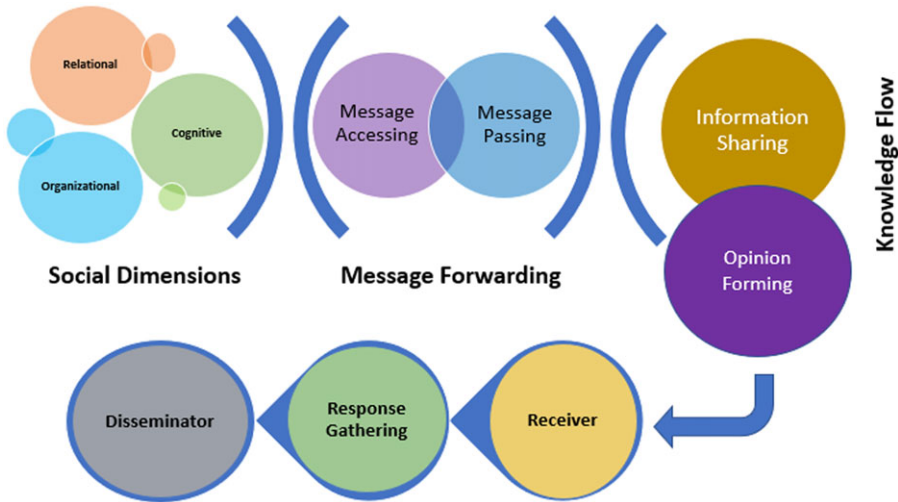 Relational
Cognitive
Organizational
Social Dimensions
Message
Accessing
Message
Passing
Message Forwarding
Information
Sharing
Opinion
Forming
Knowledge Flow
Disseminator
Response
Gathering
Receiver